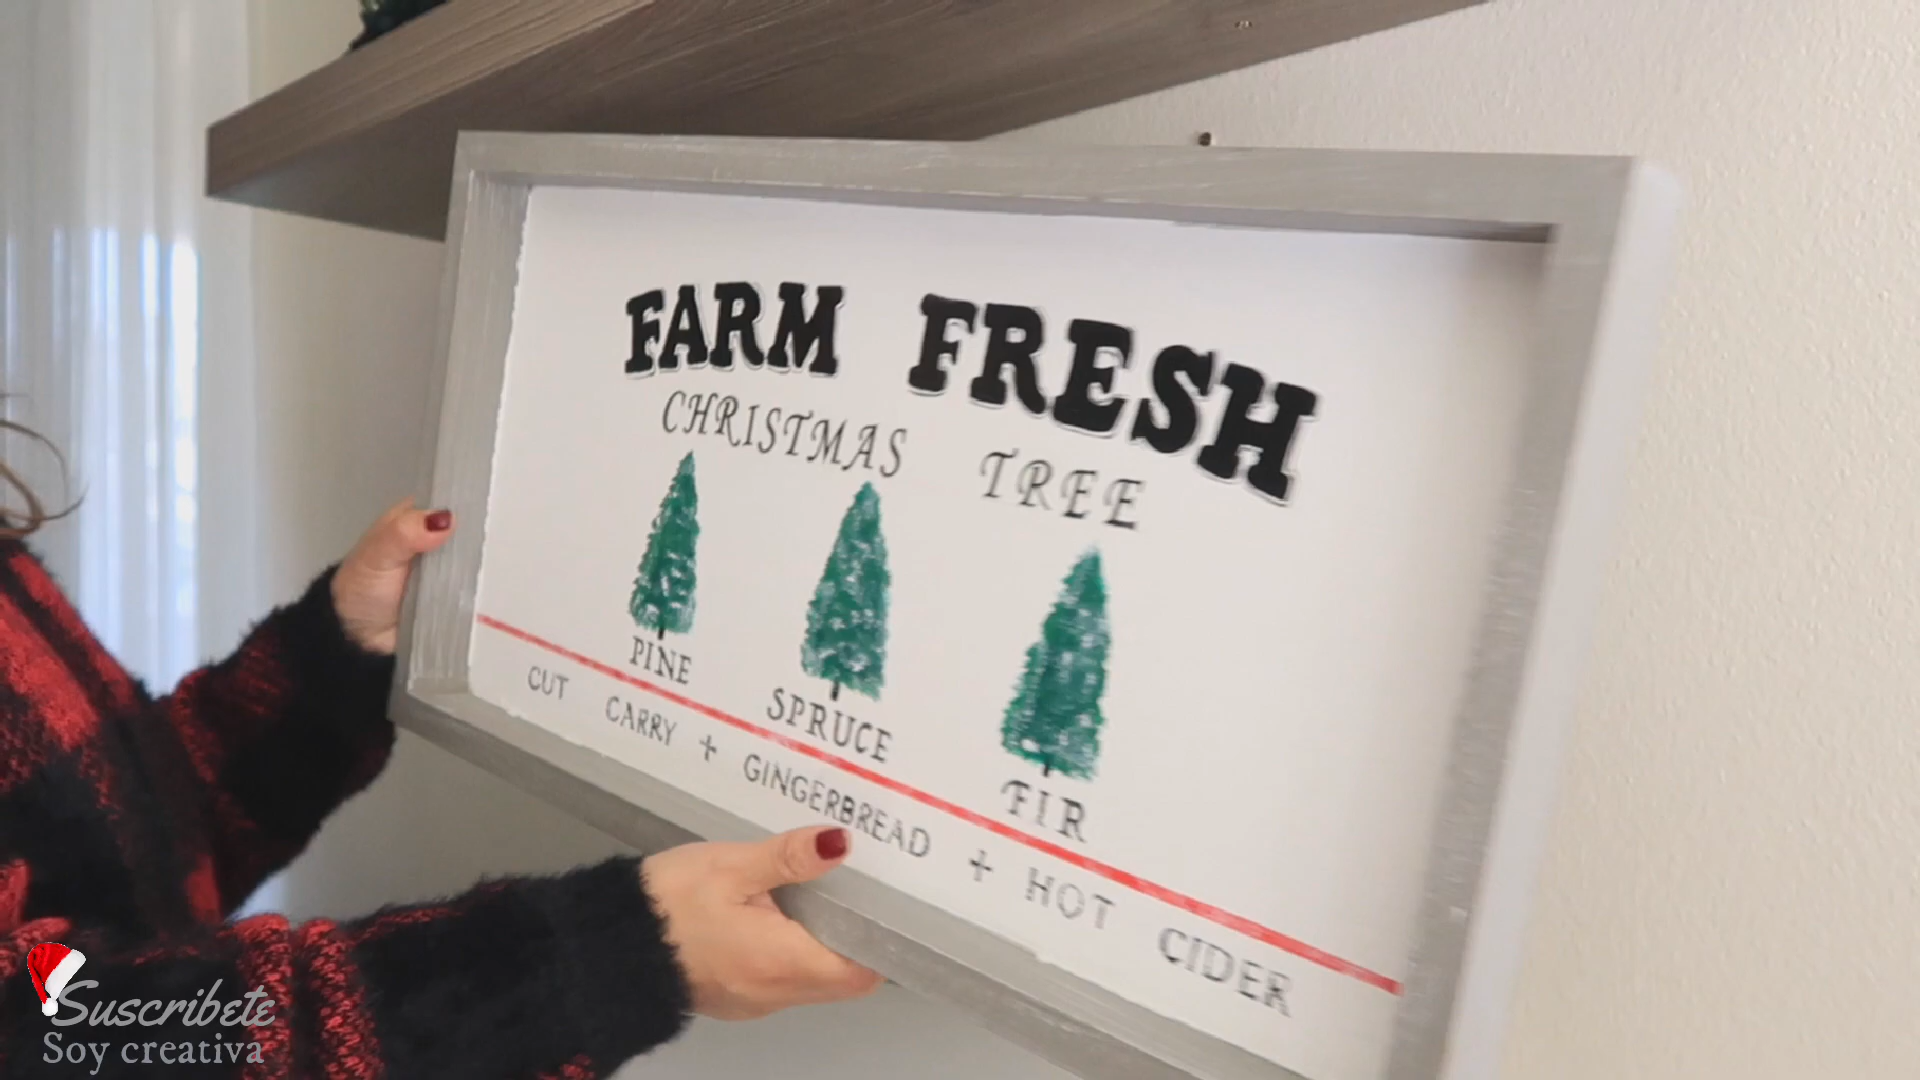 FARM FRESH
CHRISTMAS TREE
PINE SPRUCE FIR
CUT CARRY + GINGERBREAD + HOT CIDER
Suscribete
Soy creativa